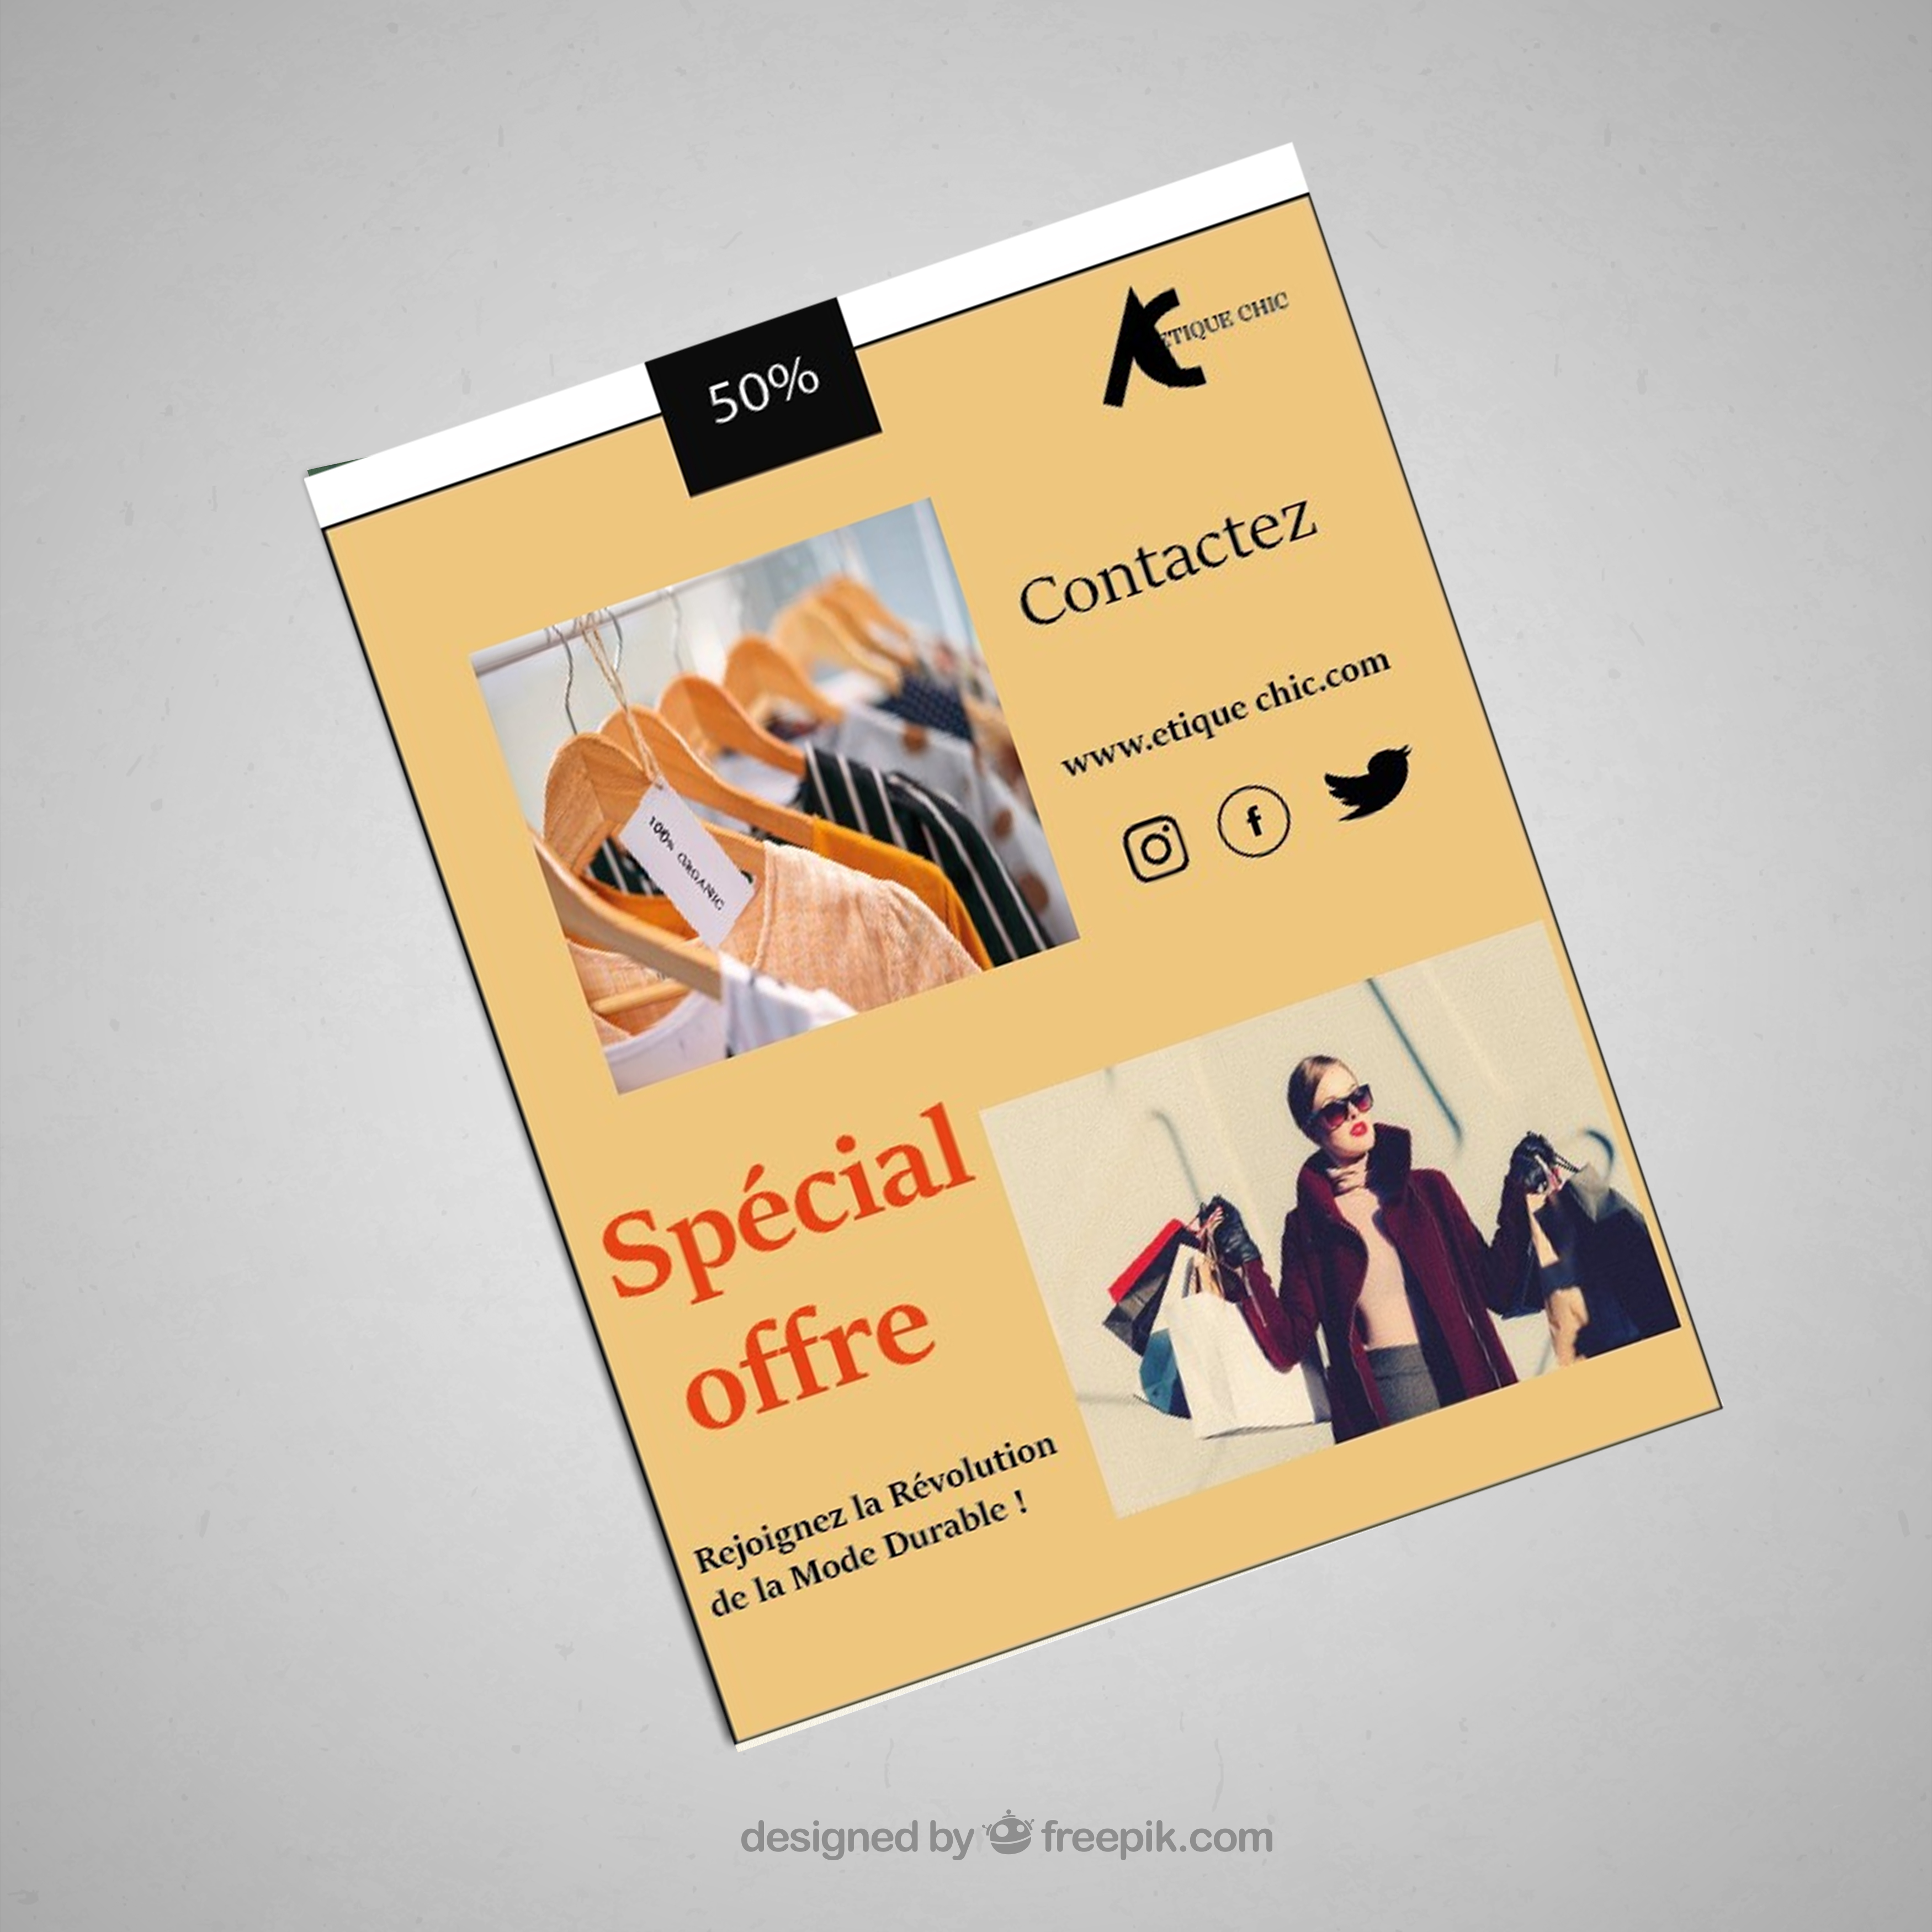 50%
ETIQUE CHIC
Contactez
www.etique chic.com
100% ORGANIC
Spécial
offre
Rejoignez la Révolution
de la Mode Durable !
designed by freepik.com